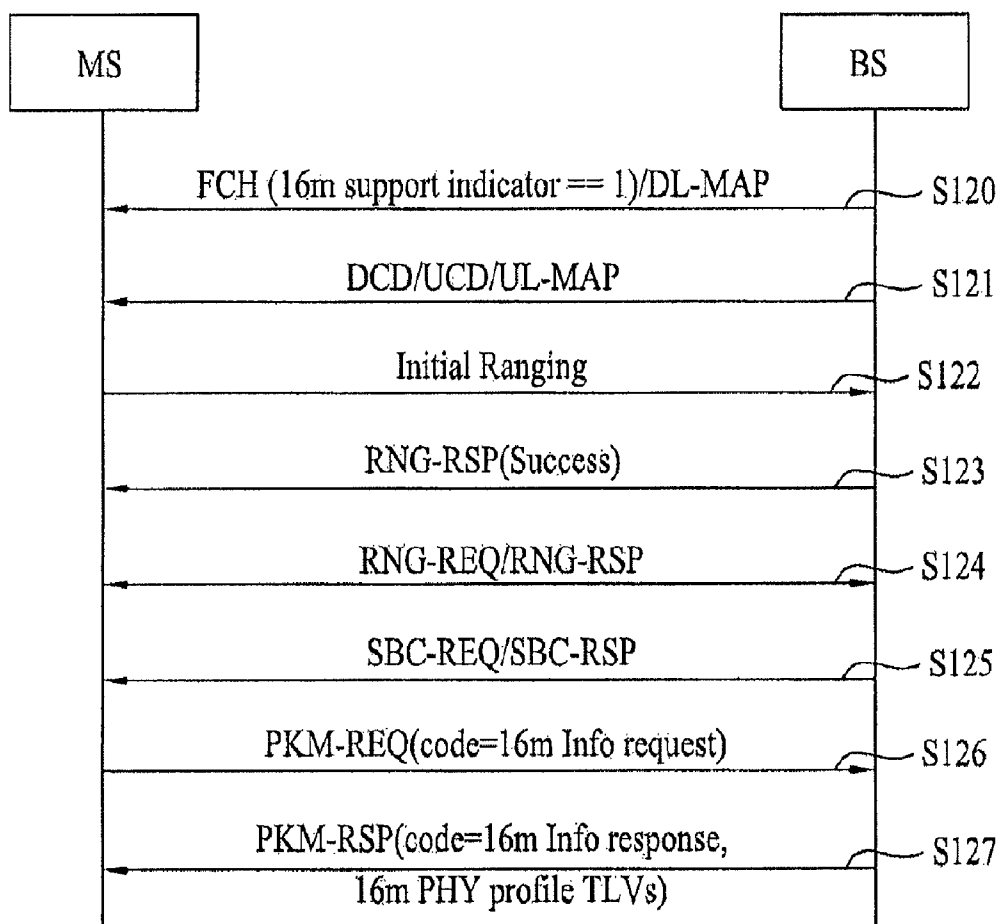 MS
BS
FCH (16m support indicator == 1)/DL-MAP
S120
DCD/UCD/UL-MAP
S121
Initial Ranging
S122
RNG-RSP(Success)
S123
RNG-REQ/RNG-RSP
S124
SBC-REQ/SBC-RSP
S125
PKM-REQ(code=16m Info request)
S126
PKM-RSP(code=16m Info response,
S127
16m PHY profile TLVs)